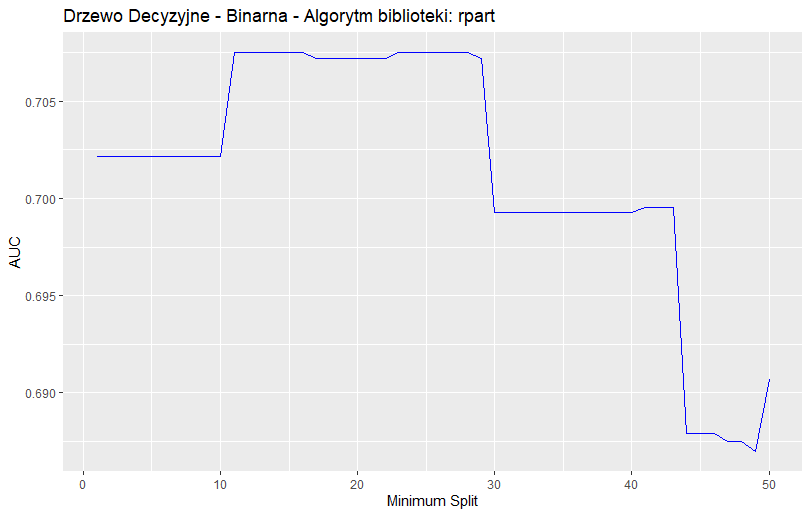 Drzewo Decyzyjne - Binarna - Algorytm biblioteki: rpart
0.705
0.700
0.695
0.690
AUC
0 10 20 30 40 50
Minimum Split